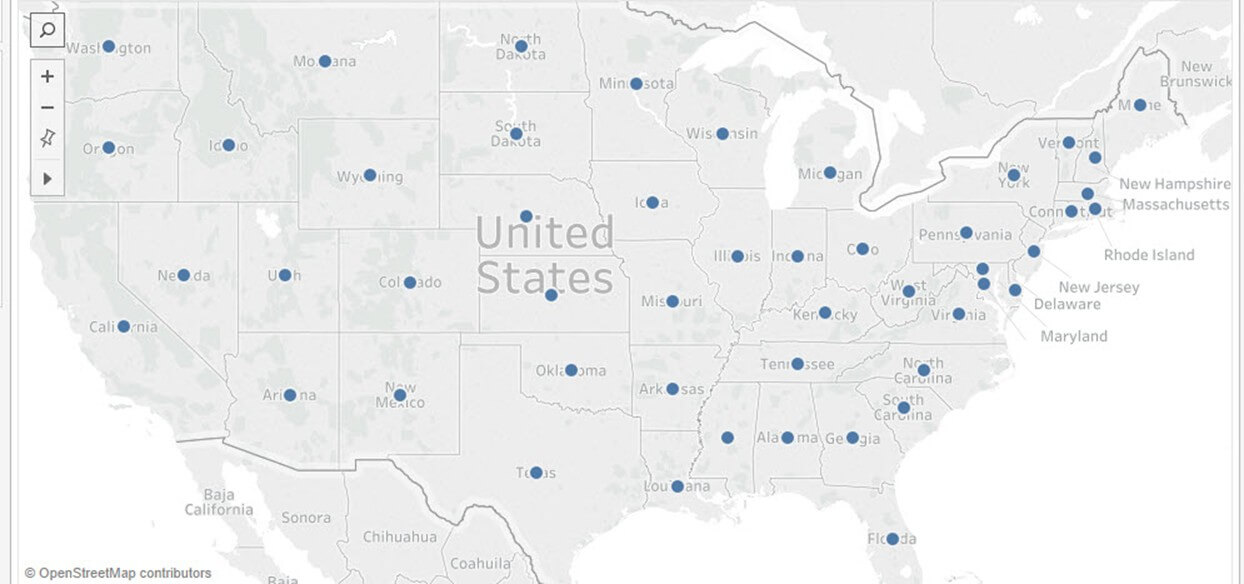 Washington
Montana
North
Dakota
Minnesota
New
Brunswick
Maine
Oregon
Idaho
South
Dakota
Wisconsin
Vermont
Wyoming
Michigan
New
York
New Hampshire
Iowa
Massachusetts
Connecticut
United
States
Pennsylvania
Rhode Island
Nevada
Utah
Colorado
Illinois
Indiana
Ohio
New Jersey
West
Virginia
Delaware
California
Missouri
Kentucky
Virginia
Maryland
Oklahoma
Tennessee
North
Carolina
Arizona
New
Mexico
Arkansas
South
Carolina
Alabama
Georgia
Texas
Louisiana
Baja
California
Sonora
Chihuahua
Florida
Coahuila
© OpenStreetMap contributors
Baja